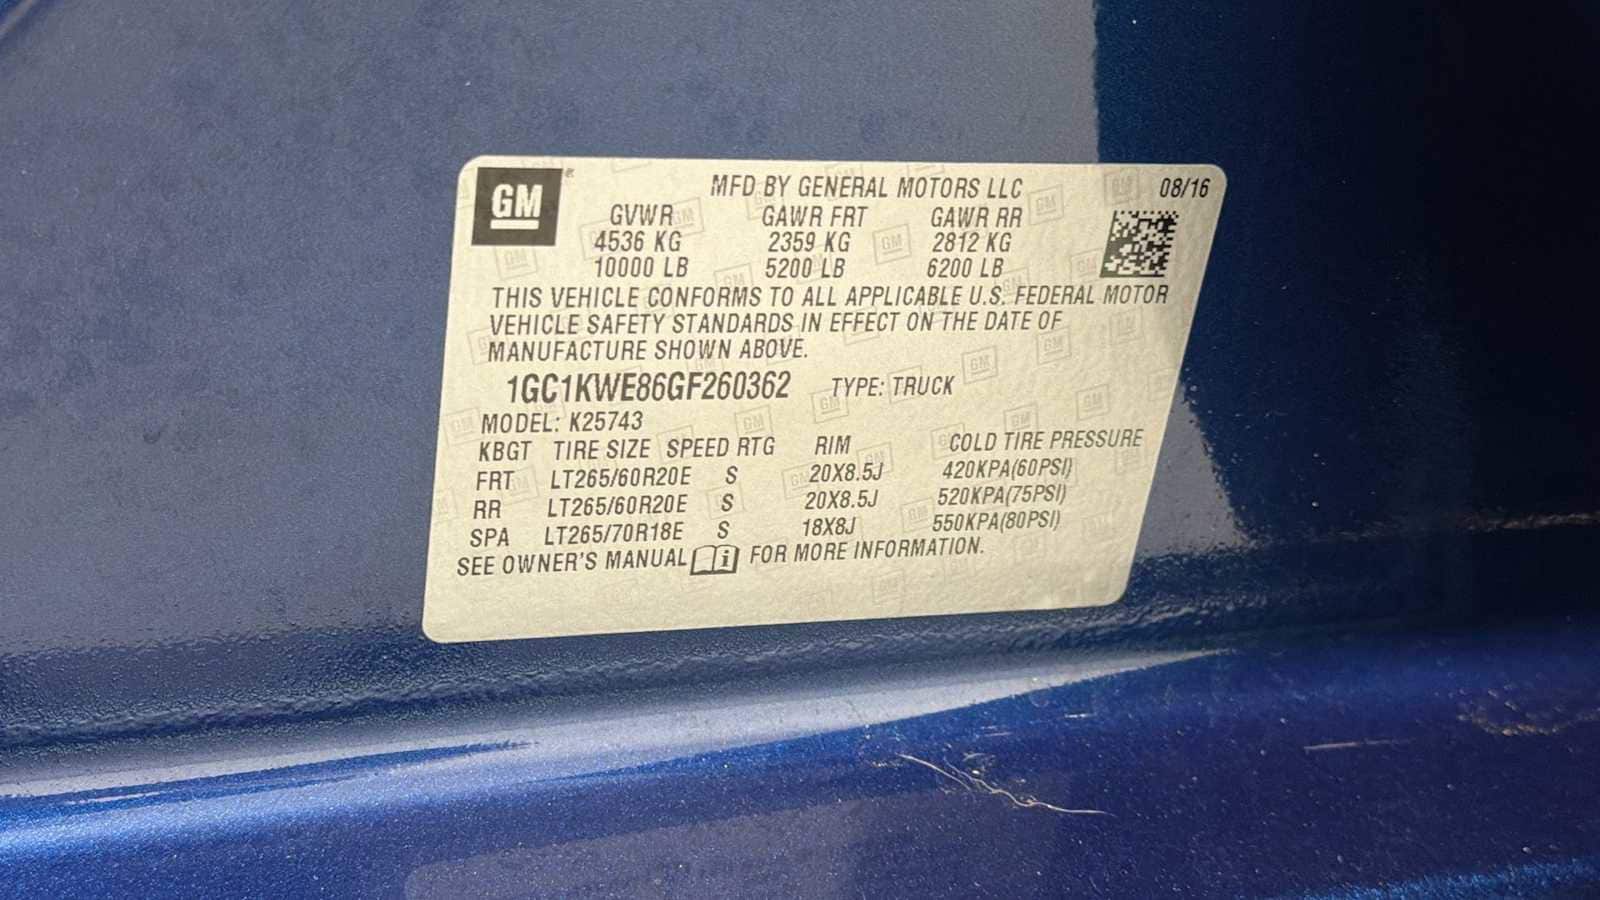 GM
MFD BY GENERAL MOTORS LLC 08/16
GVWR GAWR FRT GAWR RR
4536 KG 2359 KG 2812 KG
10000 LB 5200 LB 6200 LB
THIS VEHICLE CONFORMS TO ALL APPLICABLE U.S. FEDERAL MOTOR
VEHICLE SAFETY STANDARDS IN EFFECT ON THE DATE OF
MANUFACTURE SHOWN ABOVE.
1GC1KWE86GF260362 TYPE: TRUCK
MODEL: K25743
KBGT TIRE SIZE SPEED RTG RIM COLD TIRE PRESSURE
FRT LT265/60R20E S 20X8.5J 420KPA(60PSI)
RR LT265/60R20E S 20X8.5J 520KPA(75PSI)
SPA LT265/70R18E S 18X8J 550KPA(80PSI)
SEE OWNER'S MANUAL i FOR MORE INFORMATION.